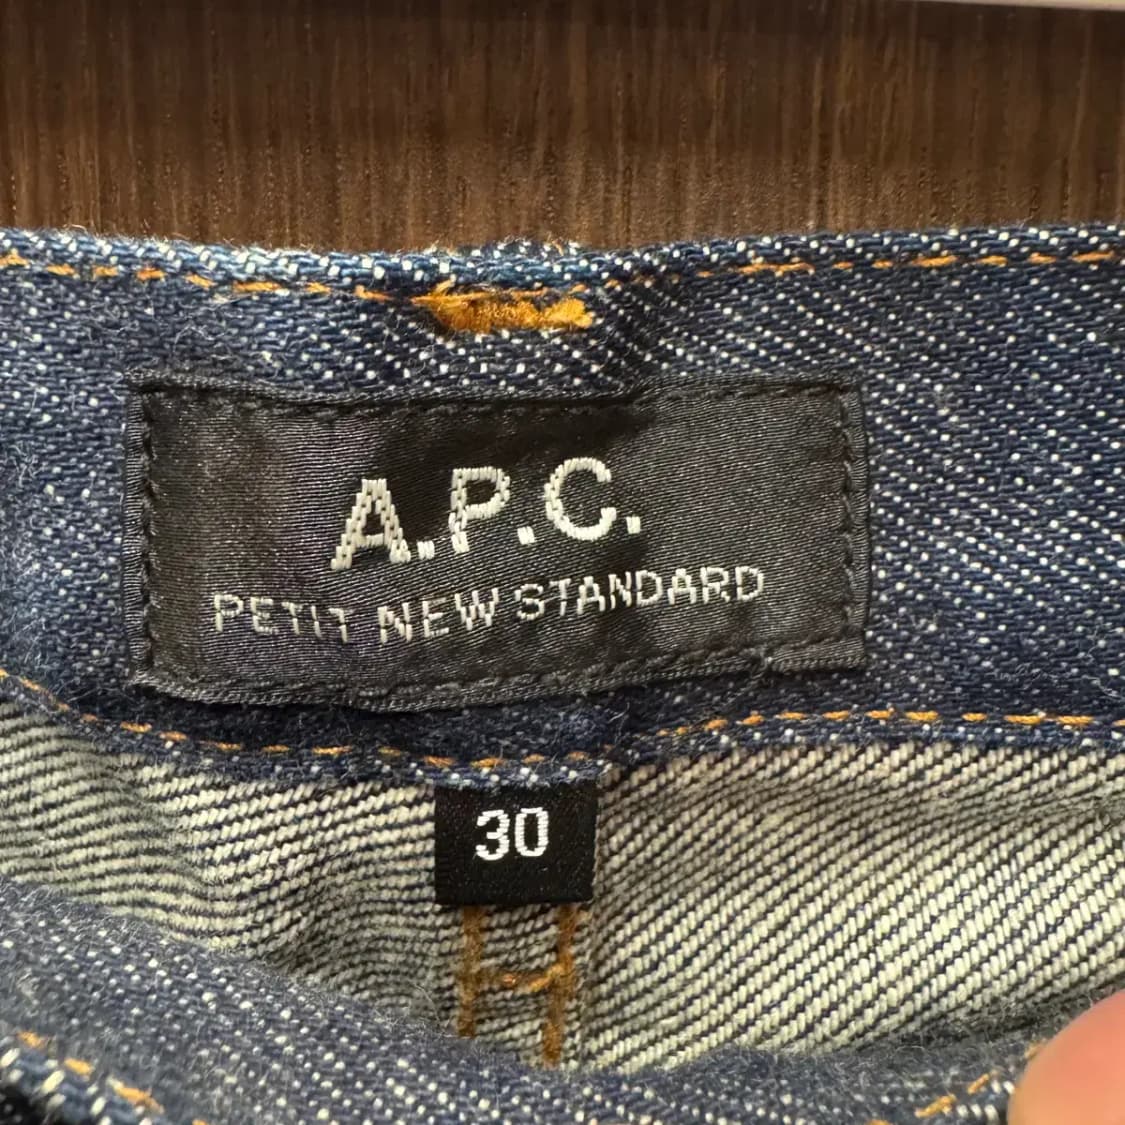 A.P.C.
PETIT NEW STANDARD
30